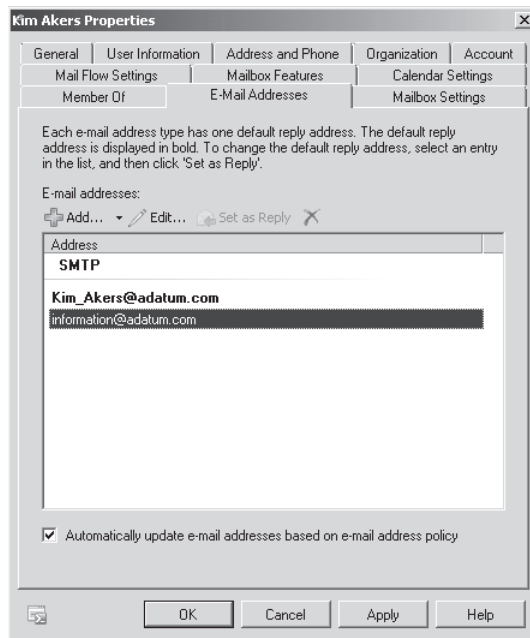 Kim Akers Properties
General User Information Address and Phone Organization Account
Mail Flow Settings Mailbox Features Calendar Settings
Member Of E-Mail Addresses Mailbox Settings
Each e-mail address type has one default reply address. The default reply
address is displayed in bold. To change the default reply address, select an entry
in the list, and then click 'Set as Reply'.
E-mail addresses:
Add... Edit... Set as Reply
Address
SMTP
Kim_Akers@adatum.com
information@adatum.com
Automatically update e-mail addresses based on e-mail address policy
OK Cancel Apply Help